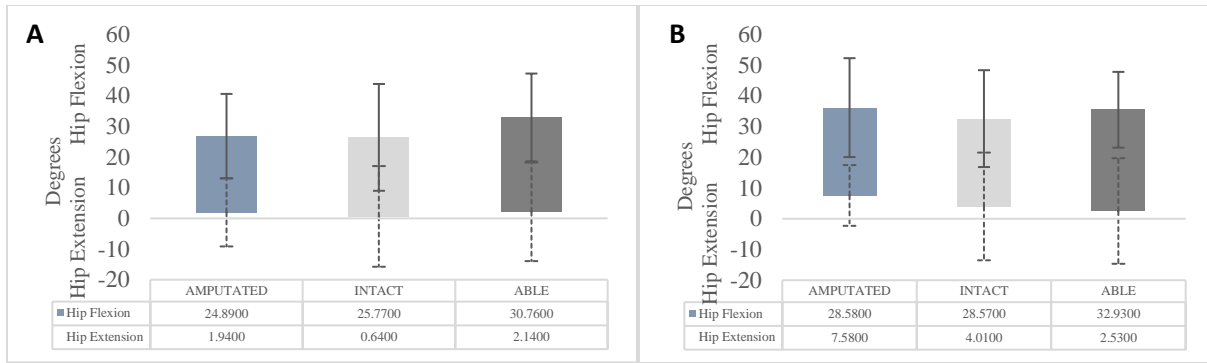 A
60
50
40
30
20
10
0
-10
-20
Degrees
Hip Extension Hip Flexion
AMPUTATED INTACT ABLE
Hip Flexion 24.8900 25.7700 30.7600
Hip Extension 1.9400 0.6400 2.1400
B
60
50
40
30
20
10
0
-10
-20
Degrees
Hip Extension Hip Flexion
AMPUTATED INTACT ABLE
Hip Flexion 28.5800 28.5700 32.9300
Hip Extension 7.5800 4.0100 2.5300